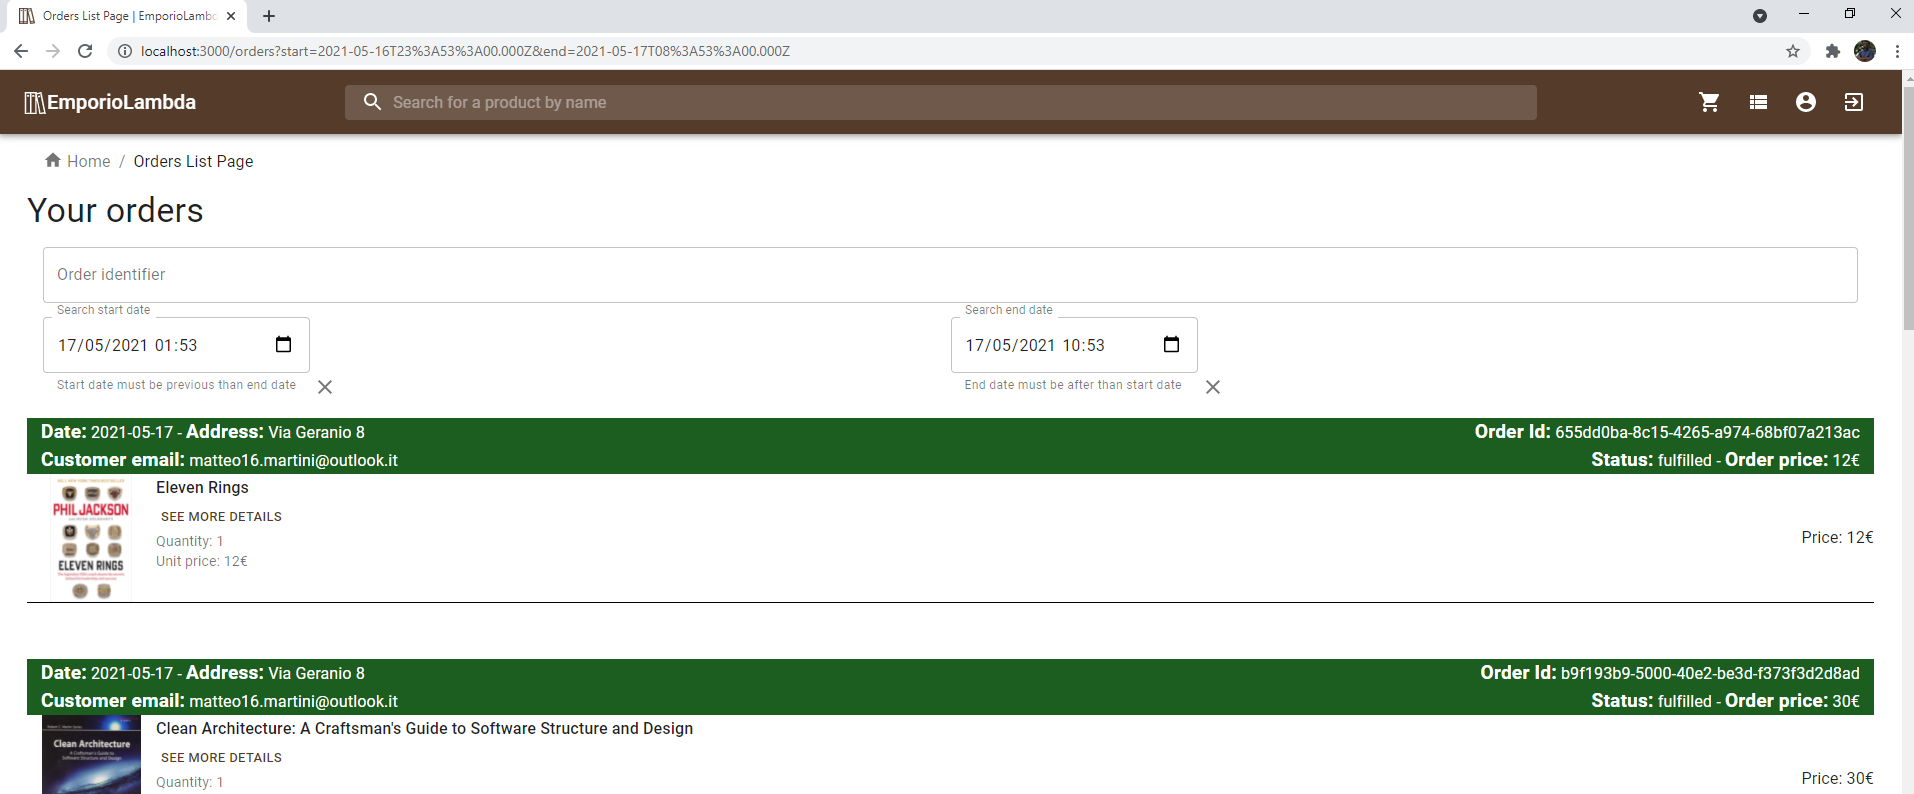 Orders List Page | EmporioLambd
localhost:3000/orders?start=2021-05-16T23%3A53%3A00.000Z&end=2021-05-17T08%3A53%3A00.000Z
EmporioLambda
Search for a product by name
Home / Orders List Page
Your orders
Order identifier
Search start date
Search end date
17/05/2021 01:53
17/05/2021 10:53
Start date must be previous than end date
End date must be after than start date
Date: 2021-05-17 - Address: Via Geranio 8
Order Id: 655dd0ba-8c15-4265-a974-68bf07a213ac
Customer email: matteo16.martini@outlook.it
Status: fulfilled - Order price: 12€
PHIL JACKSON
ELEVEN RINGS
Eleven Rings
SEE MORE DETAILS
Quantity: 1
Unit price: 12€
Price: 12€
Date: 2021-05-17 - Address: Via Geranio 8
Order Id: b9f193b9-5000-40e2-be3d-f373f3d2d8ad
Customer email: matteo16.martini@outlook.it
Status: fulfilled - Order price: 30€
Clean Architecture
A Craftsman's Guide to
Software Structure and Design
Clean Architecture: A Craftsman's Guide to Software Structure and Design
SEE MORE DETAILS
Quantity: 1
Price: 30€